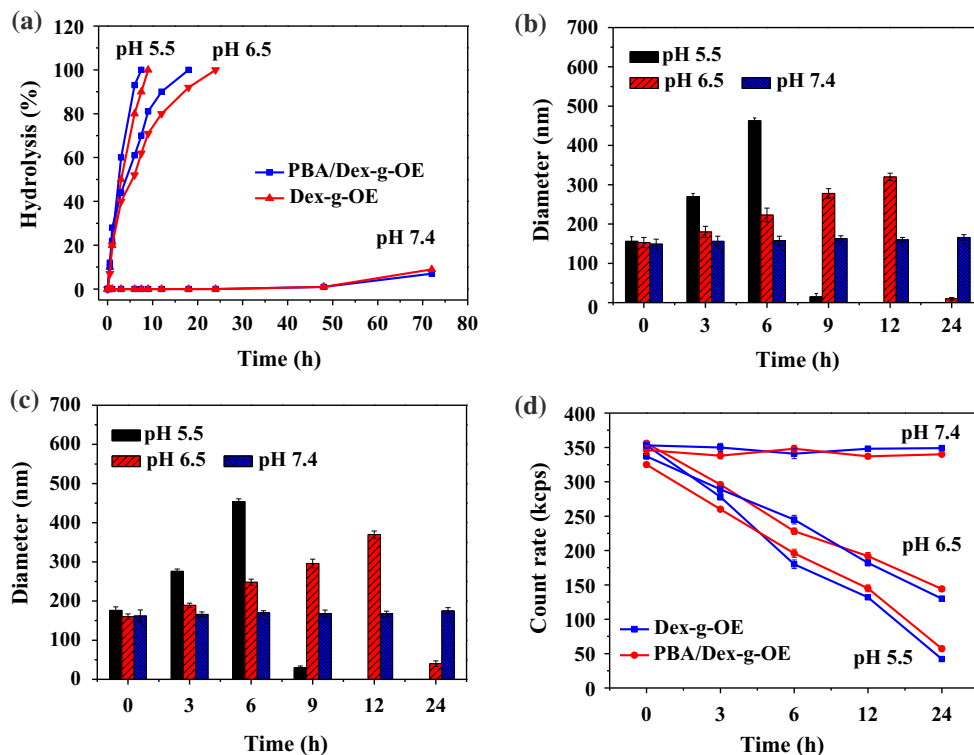 (a)
120
100
80
60
40
20
0
Hydrolysis (%)
pH 5.5
pH 6.5
PBA/Dex-g-OE
Dex-g-OE
pH 7.4
0 10 20 30 40 50 60 70 80
Time (h)
(b)
700
600
500
400
300
200
100
00
Diameter (nm)
pH 5.5
pH 6.5 pH 7.4
0 3 6 9 12 24
Time (h)
(c)
700
600
500
400
300
200
100
00
Diameter (nm)
pH 5.5
pH 6.5 pH 7.4
0 3 6 9 12 24
Time (h)
(d)
400
350
300
250
200
150
100
50
0
Count rate (kcps)
pH 7.4
pH 6.5
Dex-g-OE
PBA/Dex-g-OE
pH 5.5
0 3 6 12 24
Time (h)